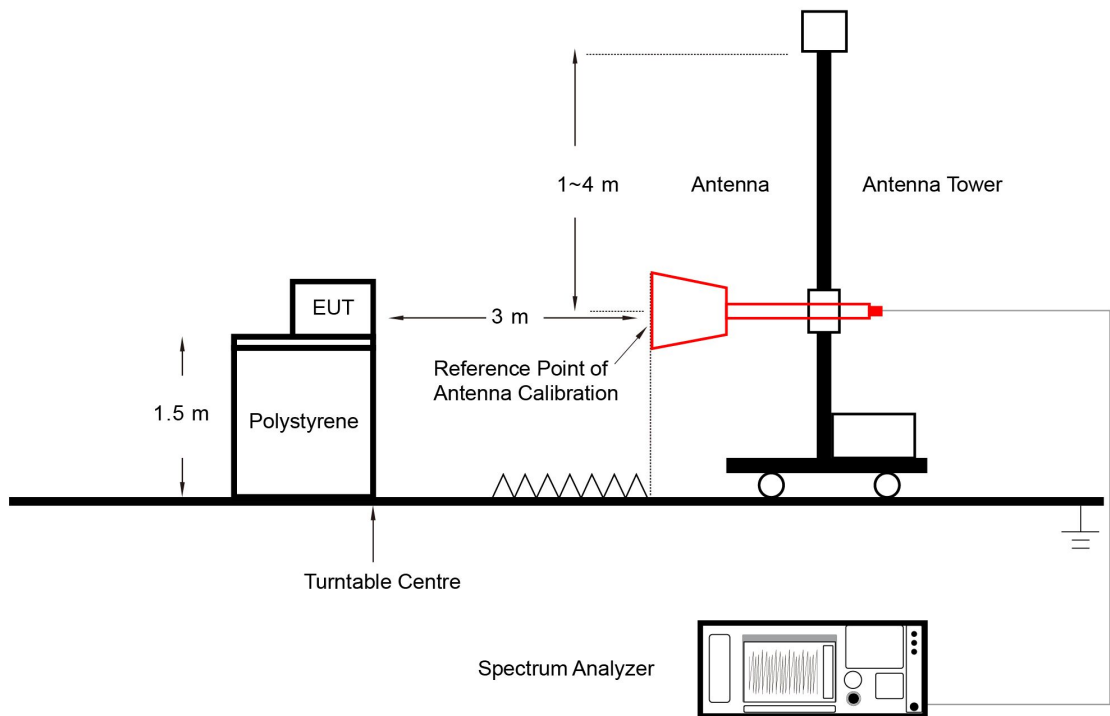 1~4 m
Antenna
Antenna Tower
EUT
3 m
Reference Point of
Antenna Calibration
1.5 m
Polystyrene
Turntable Centre
Spectrum Analyzer